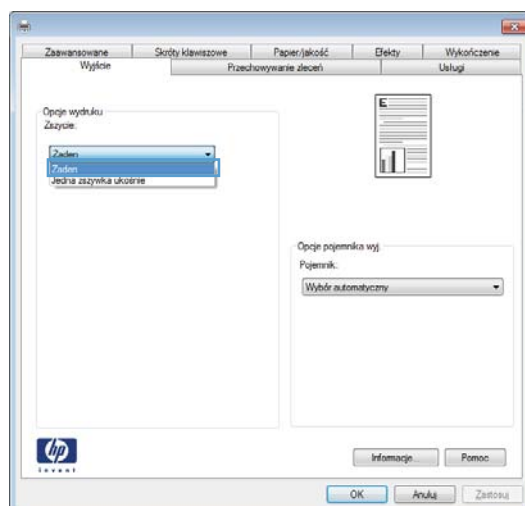 Zaawansowane Skróty klawiszowe Papier/jakość Efekty Wykończenie
Wyjście Przechowywanie zleceń Usługi
Opcje wydruku
Zszycie:
Żaden
Żaden
Jedna zszywka ukośnie
E
Opcje pojemnika wyj.
Pojemnik:
Wybór automatyczny
hp
invent
Informacje... Pomoc
OK Anuluj Zastosuj